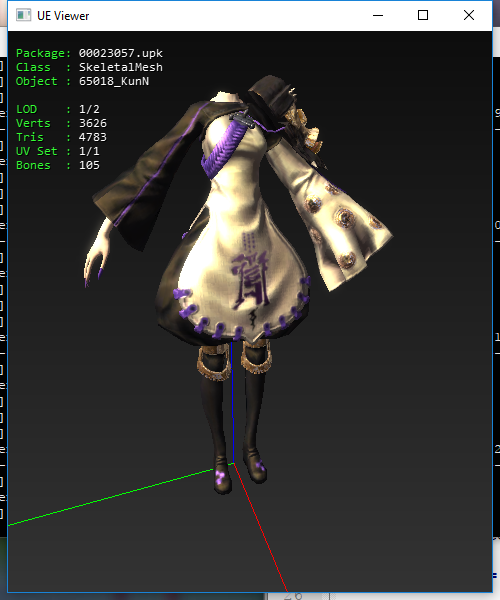 UE Viewer
Package: 00023057.upk
Class : SkeletalMesh
Object : 65018_KunN
LOD : 1/2
Verts : 3626
Tris : 4783
UV Set : 1/1
Bones : 105
26